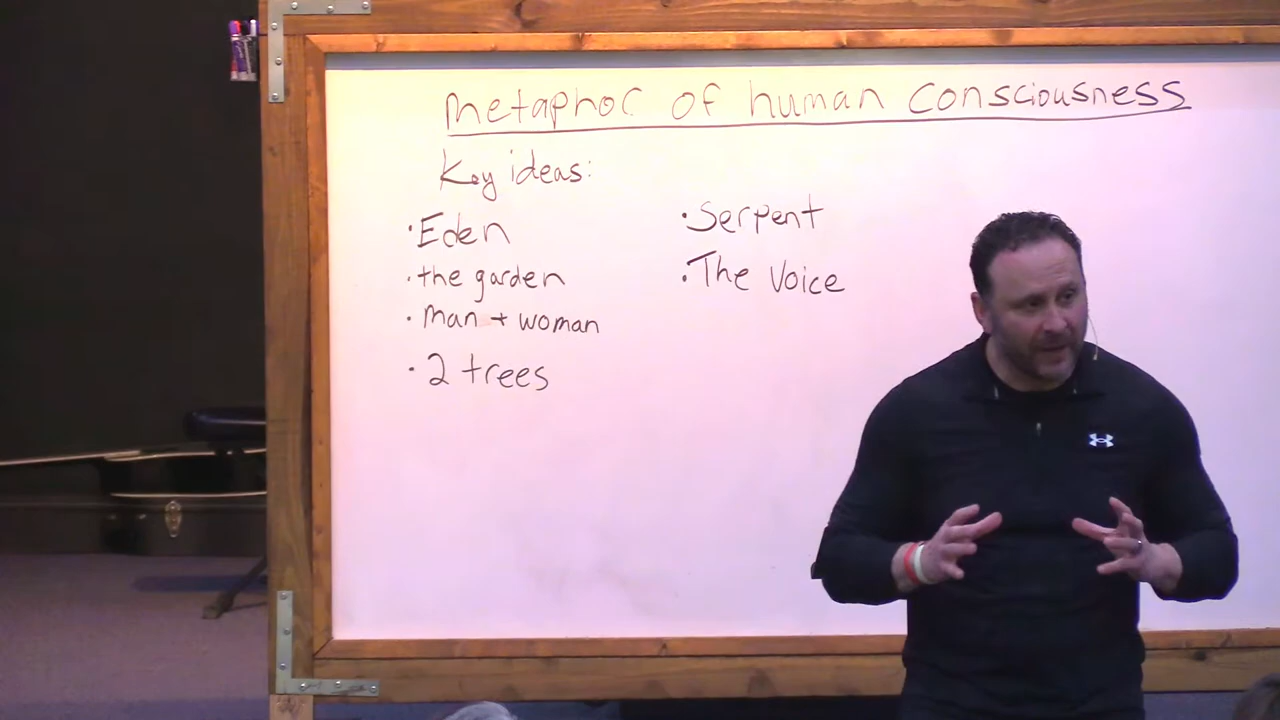 metaphor of human consciousness
Key ideas:
• Eden
• the garden
• man + woman
• 2 trees
• Serpent
• The Voice